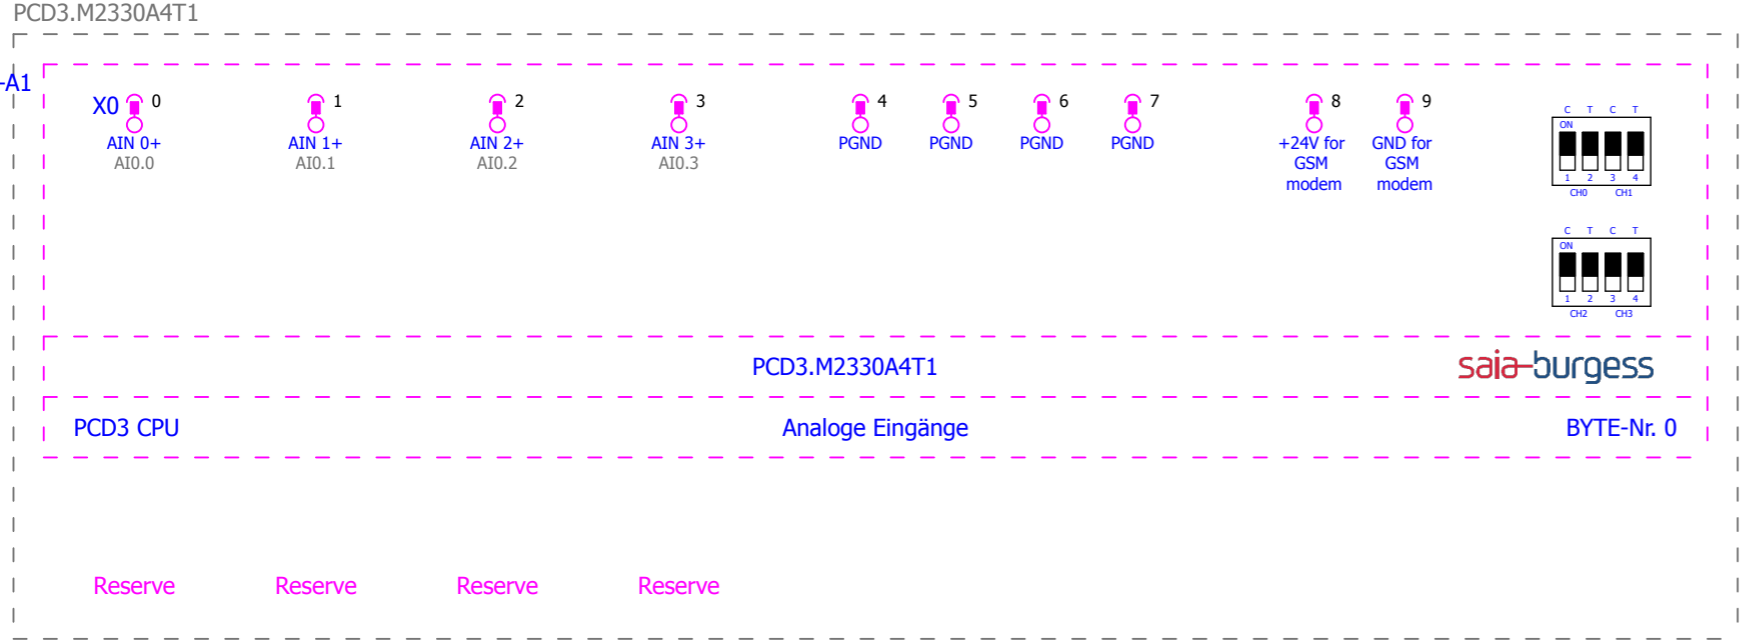 PCD3.M2330A4T1
-A1
X0 0 1 2 3 4 5 6 7 8 9
AIN 0+ AIN 1+ AIN 2+ AIN 3+ PGND PGND PGND PGND +24V for GND for
AI0.0 AI0.1 AI0.2 AI0.3 GSM GSM
modem modem
C T C T
ON
1 2 3 4
CH0 CH1
C T C T
ON
1 2 3 4
CH2 CH3
PCD3.M2330A4T1 saia-burgess
PCD3 CPU Analoge Eingänge BYTE-Nr. 0
Reserve Reserve Reserve Reserve